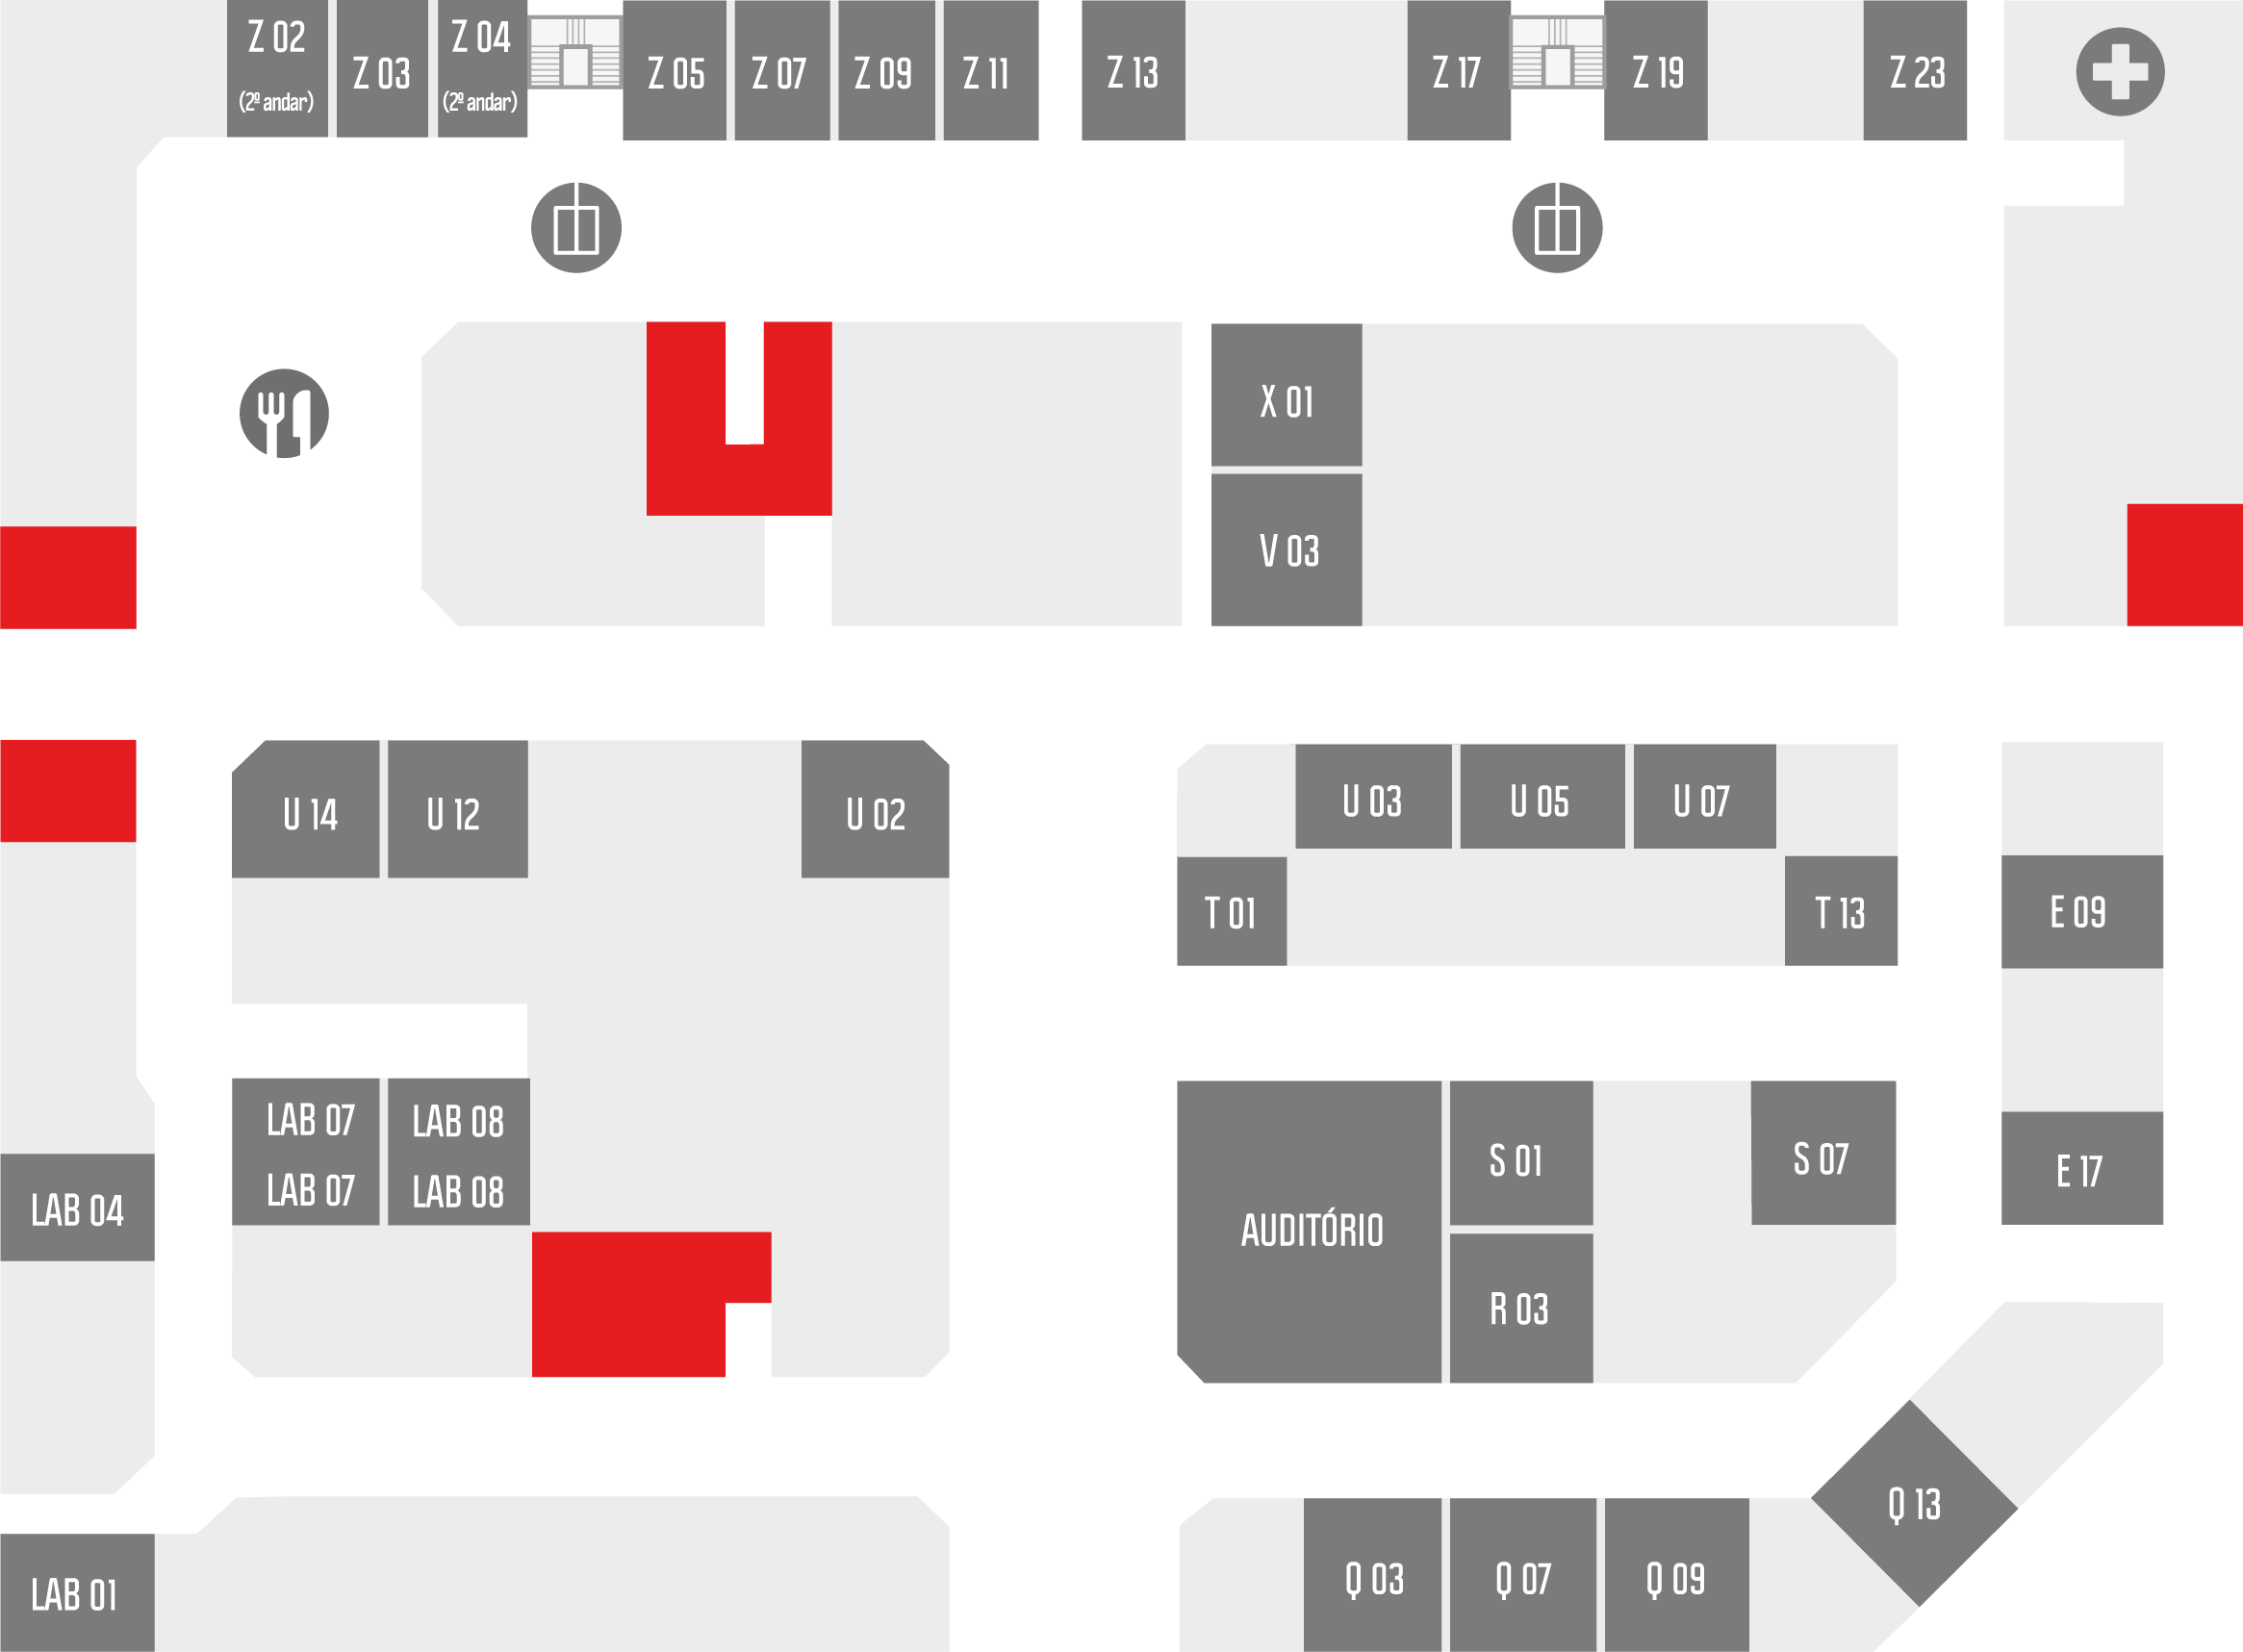 Z 02
(2º andar)
Z 03
Z 04
(2º andar)
Z 05
Z 07
Z 09
Z 11
Z 13
Z 17
Z 19
Z 23
X 01
V 03
U 14
U 12
U 02
U 03
U 05
U 07
T 01
T 13
E 09
LAB 07
LAB 08
LAB 07
LAB 08
LAB 04
AUDITÓRIO
S 01
S 07
E 17
R 03
Q 13
LAB 01
Q 03
Q 07
Q 09